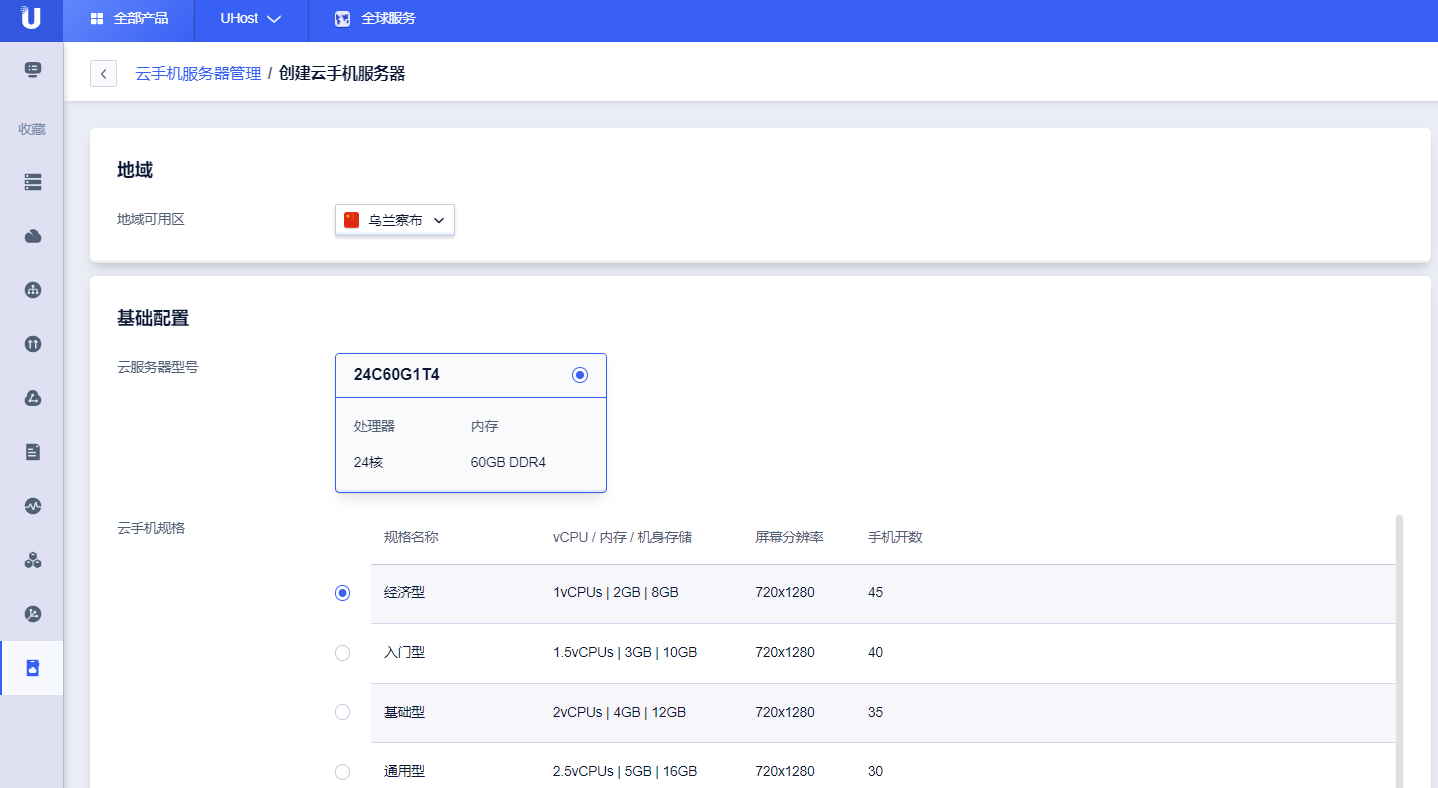 全部产品 UHost 全球服务
云手机服务器管理 / 创建云手机服务器
收藏
地域
地域可用区 乌兰察布
基础配置
云服务器型号 24C60G1T4
处理器 内存
24核 60GB DDR4
云手机规格
规格名称 vCPU / 内存 / 机身存储 屏幕分辨率 手机开数
经济型 1vCPUs | 2GB | 8GB 720x1280 45
入门型 1.5vCPUs | 3GB | 10GB 720x1280 40
基础型 2vCPUs | 4GB | 12GB 720x1280 35
通用型 2.5vCPUs | 5GB | 16GB 720x1280 30